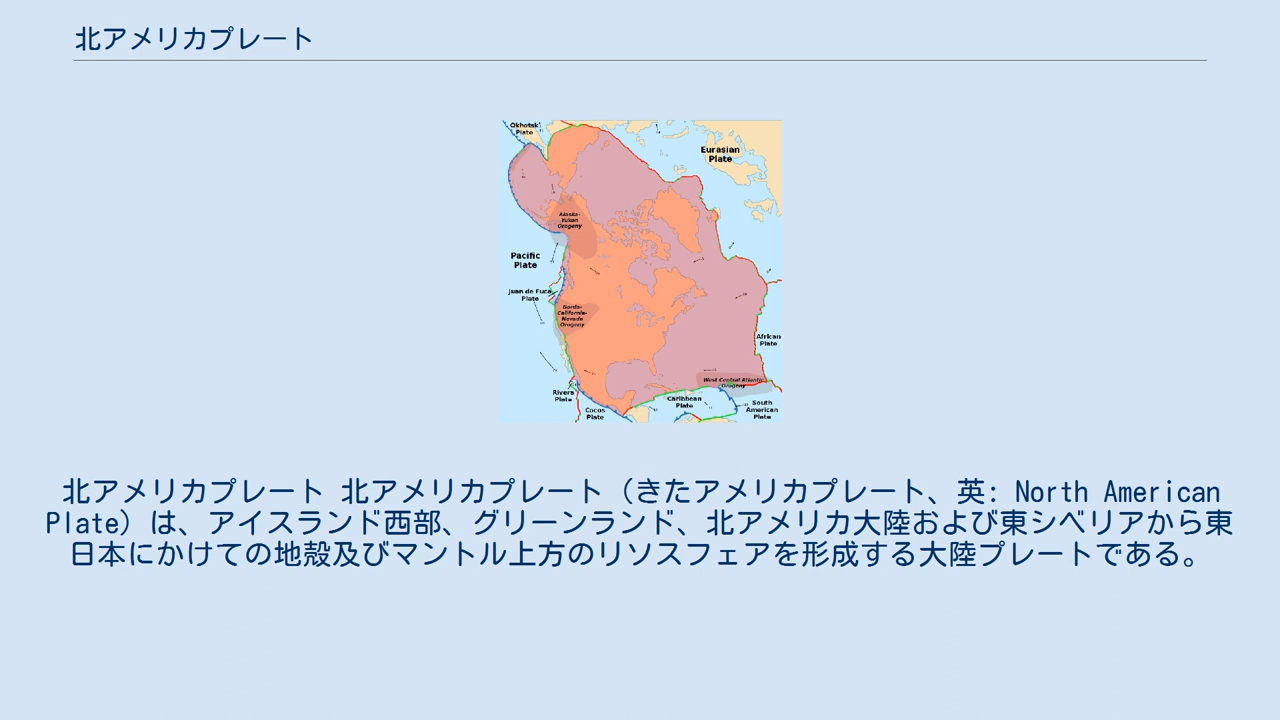 北アメリカプレート
Okhotsk
Plate
Eurasian
Plate
Alaska-
Yukon
Orogeny
Pacific
Plate
Juan de Fuca
Plate
Gorda-
California-
Nevada
Orogeny
African
Plate
West Central Atlantic
Orogeny
Rivera
Plate
Cocos
Plate
Caribbean
Plate
South
American
Plate
北アメリカプレート 北アメリカプレート（きたアメリカプレート、英: North American
Plate）は、アイスランド西部、グリーンランド、北アメリカ大陸および東シベリアから東
日本にかけての地殻及びマントル上方のリソスフェアを形成する大陸プレートである。